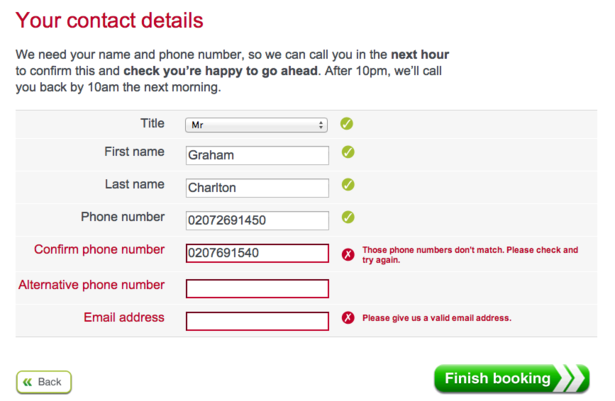 Your contact details
We need your name and phone number, so we can call you in the next hour
to confirm this and check you're happy to go ahead. After 10pm, we'll call
you back by 10am the next morning.
Title Mr
First name Graham
Last name Charlton
Phone number 02072691450
Confirm phone number 0207691540 Those phone numbers don't match. Please check and
try again.
Alternative phone number
Email address Please give us a valid email address.
Back Finish booking